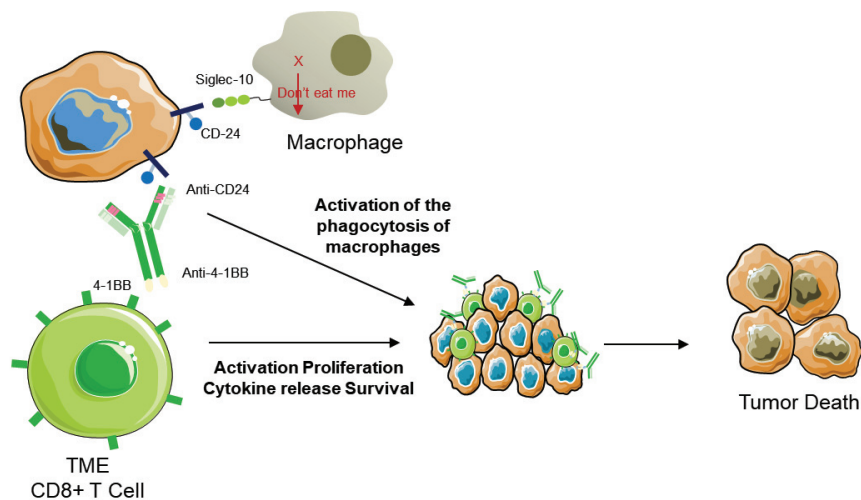 Siglec-10
X
Don't eat me
CD-24
Macrophage
Anti-CD24
Activation of the
phagocytosis of
macrophages
Anti-4-1BB
4-1BB
Activation Proliferation
Cytokine release Survival
Tumor Death
TME
CD8+ T Cell